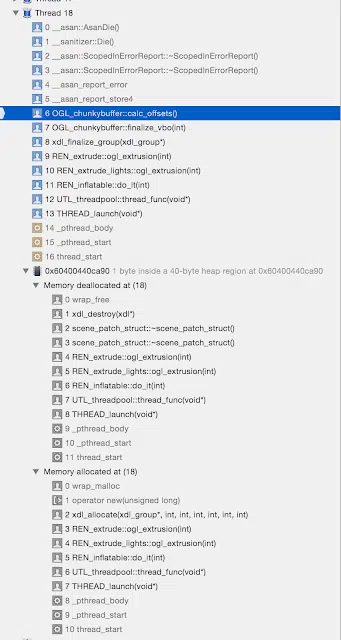 Thread 18
0 __asan::AsanDie()
1 __sanitizer::Die()
2 __asan::ScopedInErrorReport::~ScopedInErrorReport()
3 __asan::ScopedInErrorReport::~ScopedInErrorReport()
4 __asan_report_error
5 __asan_report_store4
6 OGL_chunkybuffer::calc_offsets()
7 OGL_chunkybuffer::finalize_vbo(int)
8 xdl_finalize_group(xdl_group*)
9 REN_extrude::ogl_extrusion(int)
10 REN_extrude_lights::ogl_extrusion(int)
11 REN_inflatable::do_it(int)
12 UTL_threadpool::thread_func(void*)
13 THREAD_launch(void*)
14 _pthread_body
15 _pthread_start
16 thread_start
0x60400440ca90 1 byte inside a 40-byte heap region at 0x60400440ca90
Memory deallocated at (18)
0 wrap_free
1 xdl_destroy(xdl*)
2 scene_patch_struct::~scene_patch_struct()
3 scene_patch_struct::~scene_patch_struct()
4 REN_extrude::ogl_extrusion(int)
5 REN_extrude_lights::ogl_extrusion(int)
6 REN_inflatable::do_it(int)
7 UTL_threadpool::thread_func(void*)
8 THREAD_launch(void*)
9 _pthread_body
10 _pthread_start
11 thread_start
Memory allocated at (18)
0 wrap_malloc
1 operator new(unsigned long)
2 xdl_allocate(xdl_group*, int, int, int, int, int, int)
3 REN_extrude::ogl_extrusion(int)
4 REN_extrude_lights::ogl_extrusion(int)
5 REN_inflatable::do_it(int)
6 UTL_threadpool::thread_func(void*)
7 THREAD_launch(void*)
8 _pthread_body
9 _pthread_start
10 thread_start